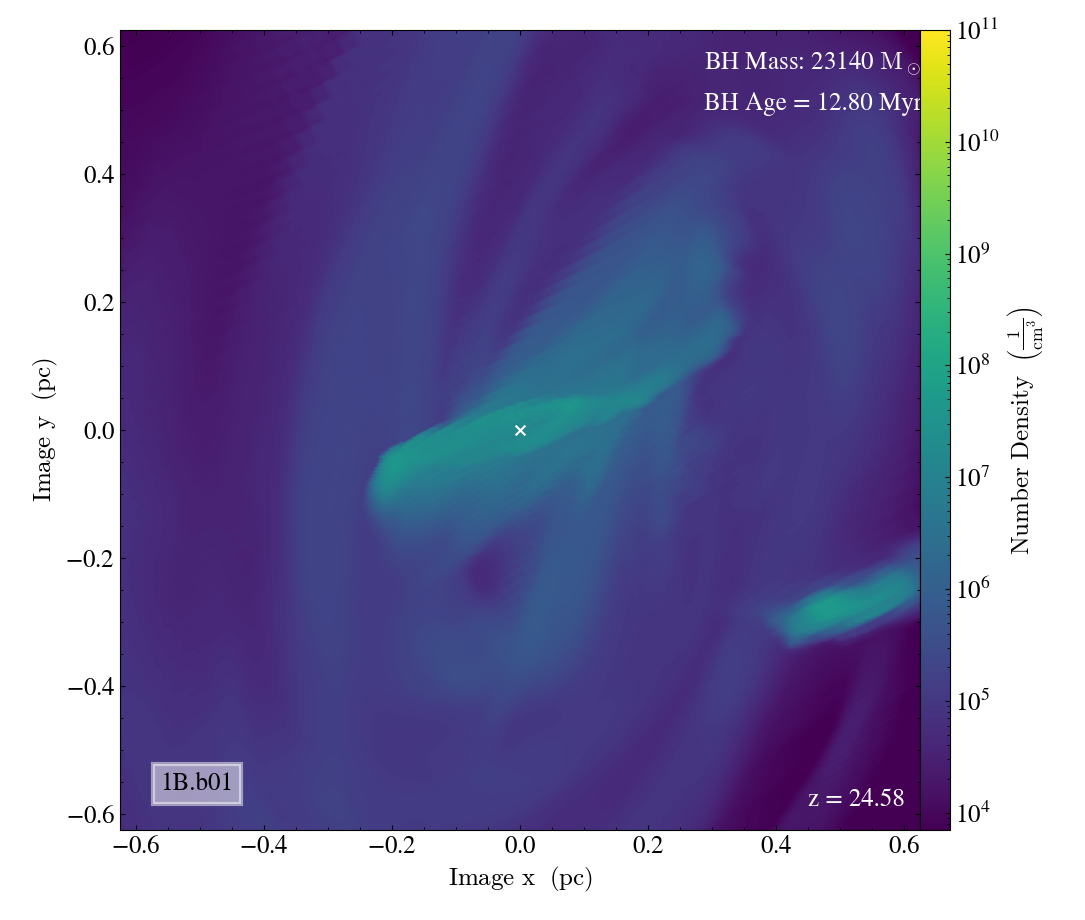 BH Mass: 23140 M⊙
BH Age = 12.80 Myr
1B.b01
z = 24.58
0.6
0.4
0.2
0.0
−0.2
−0.4
−0.6
Image y (pc)
−0.6 −0.4 −0.2 0.0 0.2 0.4 0.6
Image x (pc)
10¹¹
10¹⁰
10⁹
10⁸
10⁷
10⁶
10⁵
10⁴
Number Density (1/cm³)